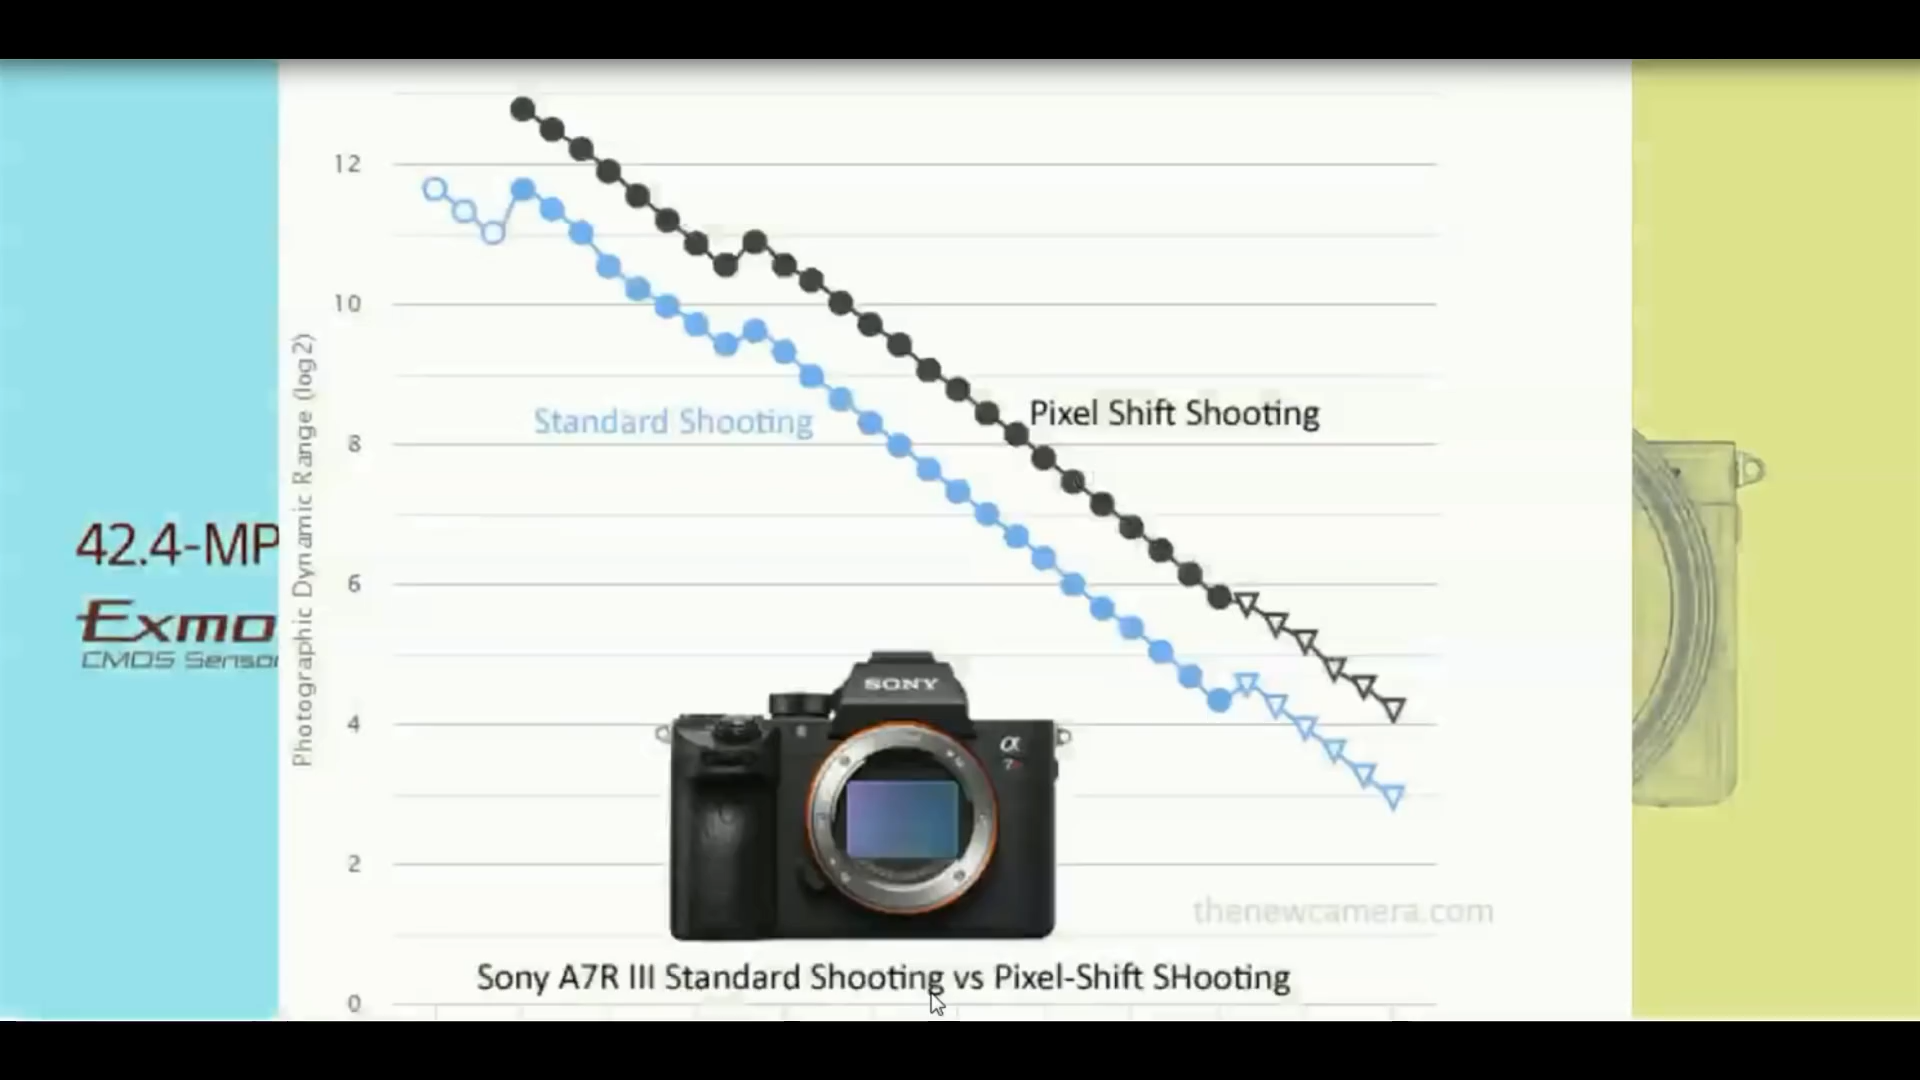 12
10
8
6
4
2
0
Photographic Dynamic Range (log2)
Standard Shooting
Pixel Shift Shooting
42.4-MP
Exmo
CMOS Senso
SONY
α
7R
thenewcamera.com
Sony A7R III Standard Shooting vs Pixel-Shift SHooting